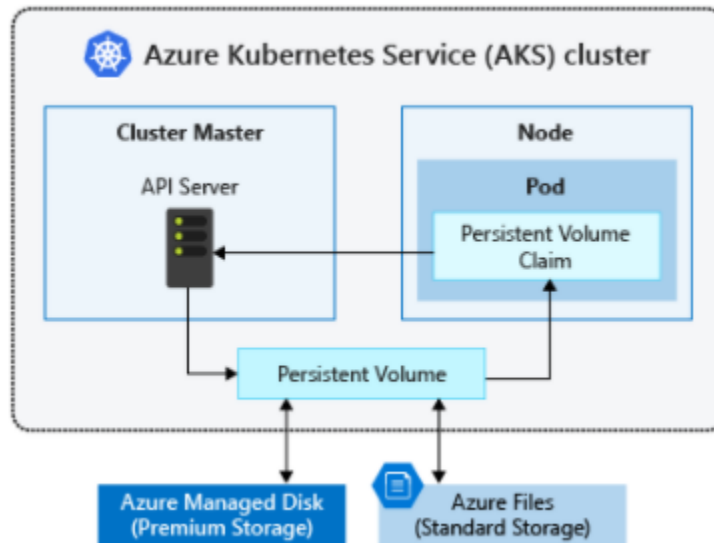 Azure Kubernetes Service (AKS) cluster
Cluster Master
API Server
Node
Pod
Persistent Volume
Claim
Persistent Volume
Azure Managed Disk
(Premium Storage)
Azure Files
(Standard Storage)